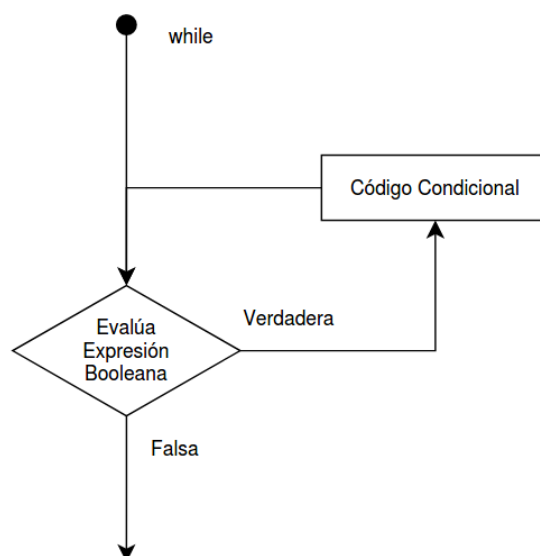 while
Código Condicional
Evalúa
Expresión
Booleana
Verdadera
Falsa